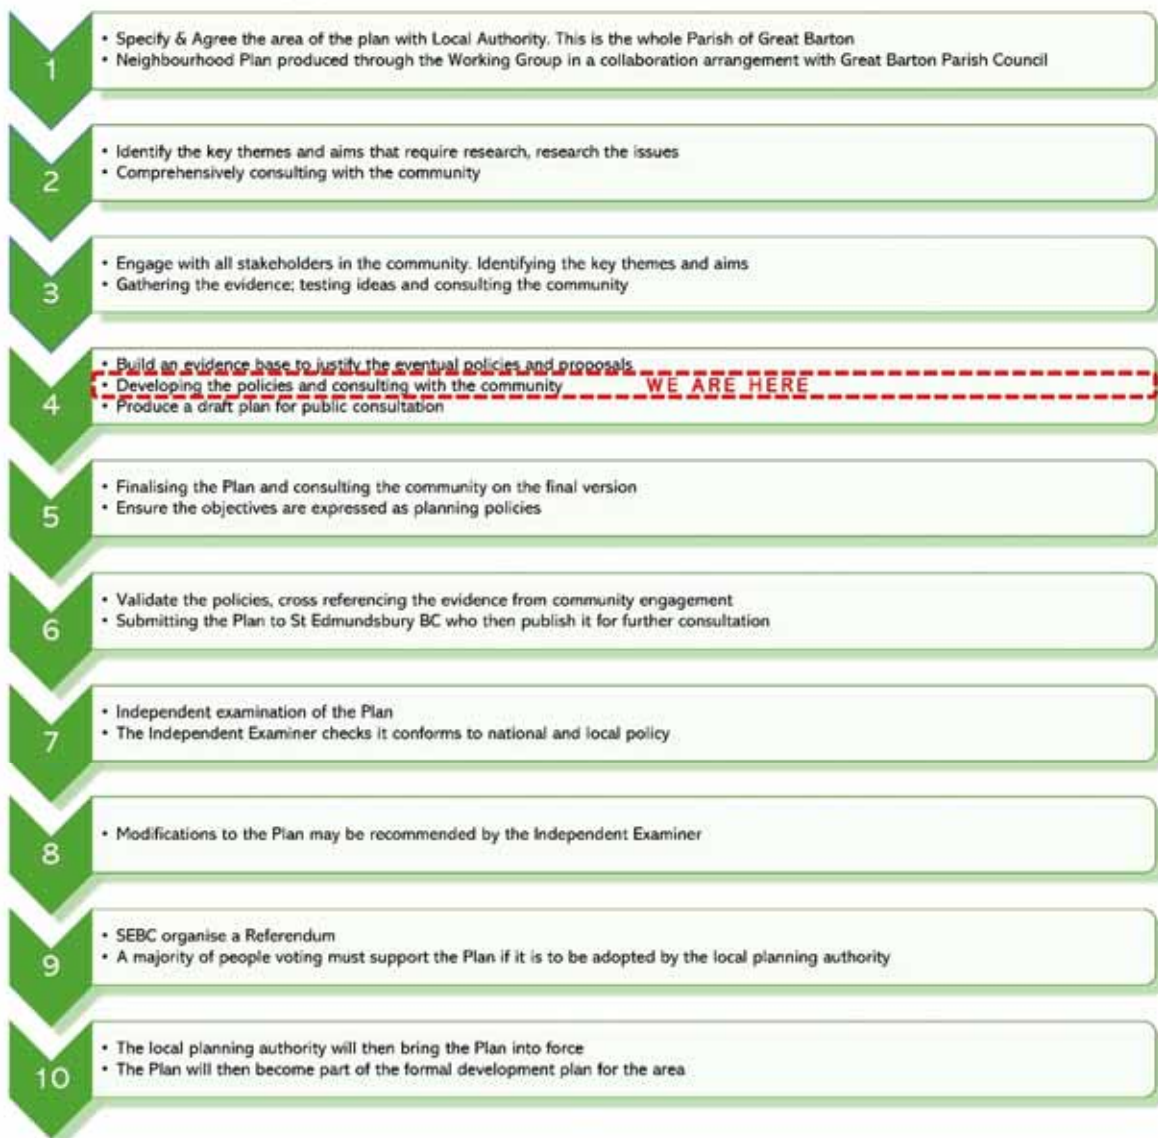 1
• Specify & Agree the area of the plan with Local Authority. This is the whole Parish of Great Barton
• Neighbourhood Plan produced through the Working Group in a collaboration arrangement with Great Barton Parish Council
2
• Identify the key themes and aims that require research, research the issues
• Comprehensively consulting with the community
3
• Engage with all stakeholders in the community. Identifying the key themes and aims
• Gathering the evidence; testing ideas and consulting the community
4
• Build an evidence base to justify the eventual policies and proposals
• Developing the policies and consulting with the community WE ARE HERE
• Produce a draft plan for public consultation
5
• Finalising the Plan and consulting the community on the final version
• Ensure the objectives are expressed as planning policies
6
• Validate the policies, cross referencing the evidence from community engagement
• Submitting the Plan to St Edmundsbury BC who then publish it for further consultation
7
• Independent examination of the Plan
• The Independent Examiner checks it conforms to national and local policy
8
• Modifications to the Plan may be recommended by the Independent Examiner
9
• SEBC organise a Referendum
• A majority of people voting must support the Plan if it is to be adopted by the local planning authority
10
• The local planning authority will then bring the Plan into force
• The Plan will then become part of the formal development plan for the area